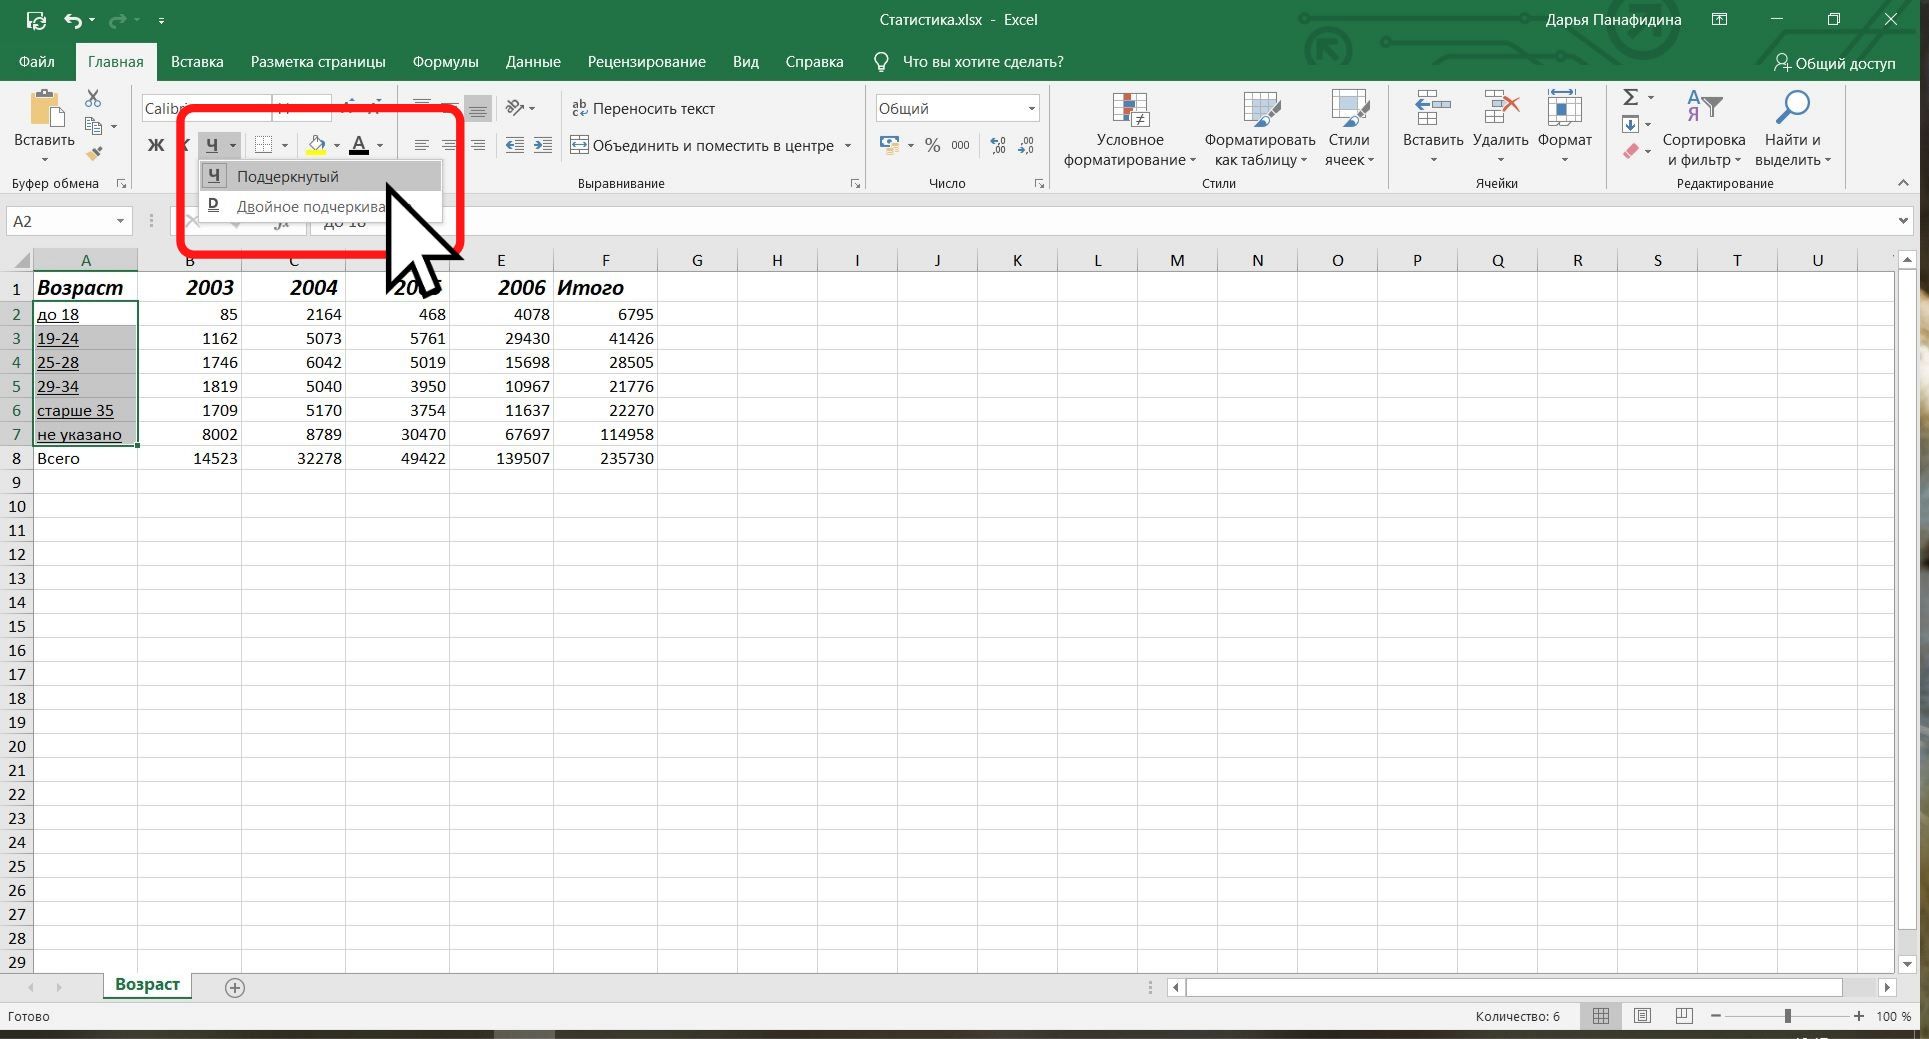 Статистика.xlsx - Excel
Дарья Панафидина
Файл Главная Вставка Разметка страницы Формулы Данные Рецензирование Вид Справка Что вы хотите сделать? Общий доступ
Вставить
Буфер обмена
Ж Ч А
Подчеркнутый
D Двойное
Переносить текст
Объединить и поместить в центре
Выравнивание
Общий
% 000
Число
Условное форматирование
Форматировать как таблицу
Стили ячеек
Стили
Вставить Удалить Формат
Ячейки
Сортировка и фильтр
Найти и выделить
Редактирование
A2
до 18
A B C E F G H I J K L M N O P Q R S T U
1 Возраст 2003 2004 2006 Итого
2 до 18 85 2164 468 4078 6795
3 19-24 1162 5073 5761 29430 41426
4 25-28 1746 6042 5019 15698 28505
5 29-34 1819 5040 3950 10967 21776
6 старше 35 1709 5170 3754 11637 22270
7 не указано 8002 8789 30470 67697 114958
8 Всего 14523 32278 49422 139507 235730
9
10
11
12
13
14
15
16
17
18
19
20
21
22
23
24
25
26
27
28
29
Возраст
Готово
Количество: 6
100 %